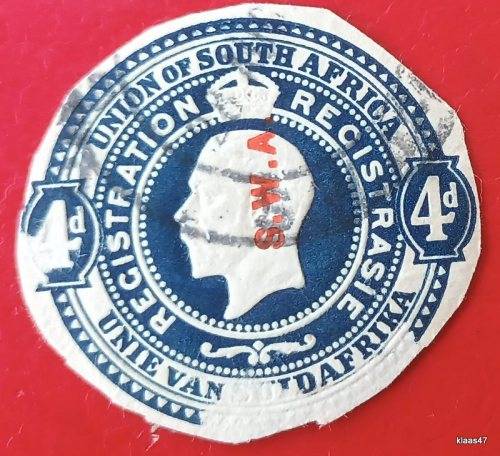 UNION OF SOUTH AFRICA
REGISTRATION REGISTRASIE
4d 4d
S.W.A.
UNIE VAN SUIDAFRIKA
klaas47